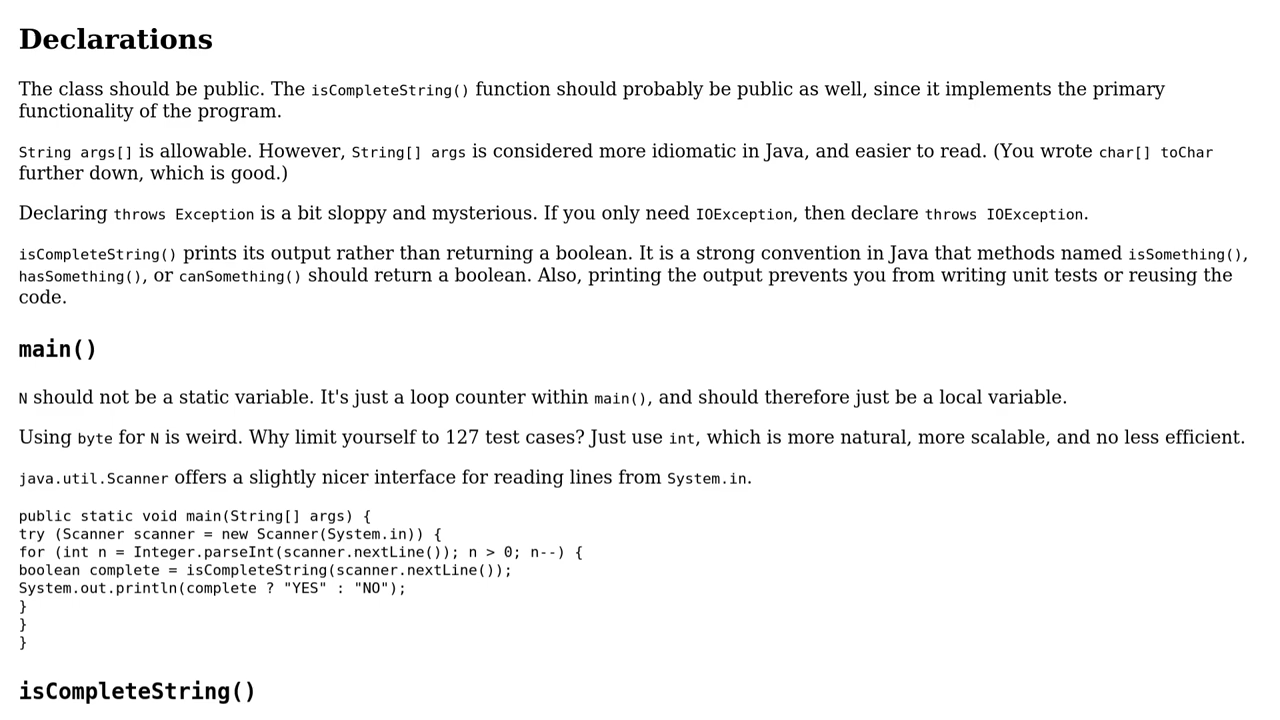 Declarations
The class should be public. The isCompleteString() function should probably be public as well, since it implements the primary
functionality of the program.
String args[] is allowable. However, String[] args is considered more idiomatic in Java, and easier to read. (You wrote char[] toChar
further down, which is good.)
Declaring throws Exception is a bit sloppy and mysterious. If you only need IOException, then declare throws IOException.
isCompleteString() prints its output rather than returning a boolean. It is a strong convention in Java that methods named isSomething(),
hasSomething(), or canSomething() should return a boolean. Also, printing the output prevents you from writing unit tests or reusing the
code.
main()
N should not be a static variable. It's just a loop counter within main(), and should therefore just be a local variable.
Using byte for N is weird. Why limit yourself to 127 test cases? Just use int, which is more natural, more scalable, and no less efficient.
java.util.Scanner offers a slightly nicer interface for reading lines from System.in.
public static void main(String[] args) {
try (Scanner scanner = new Scanner(System.in)) {
for (int n = Integer.parseInt(scanner.nextLine()); n > 0; n--) {
boolean complete = isCompleteString(scanner.nextLine());
System.out.println(complete ? "YES" : "NO");
}
}
}
isCompleteString()